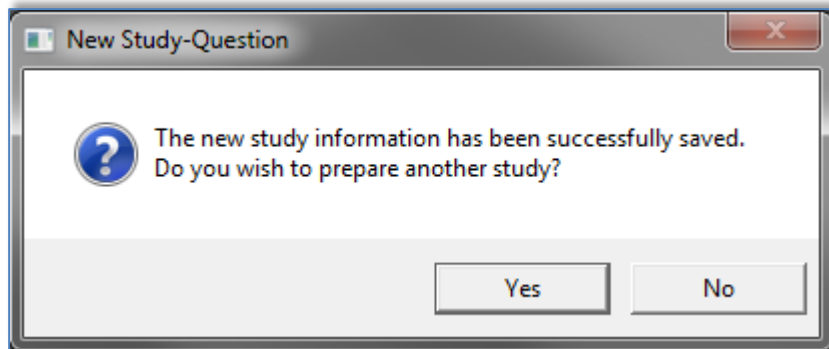 New Study-Question
The new study information has been successfully saved.
Do you wish to prepare another study?
Yes
No